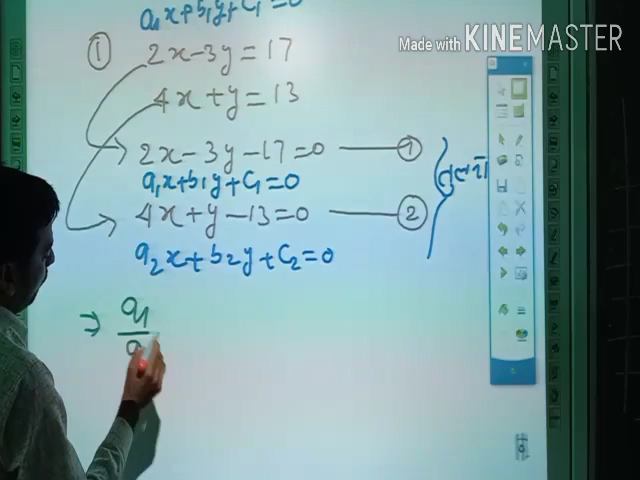 a₁x+b₁y+c₁=0
Made with KINEMASTER
① 2x-3y=17
4x+y=13
2x-3y-17=0 ①
a₁x+b₁y+c₁=0
4x+y-13=0 ②
a₂x+b₂y+c₂=0
⇒ a₁